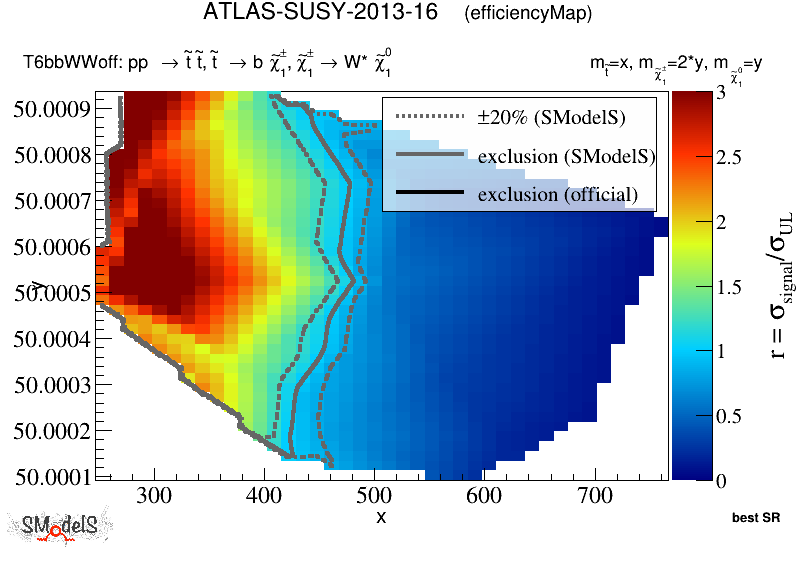 ATLAS-SUSY-2013-16 (efficiencyMap)
T6bbWWoff: pp → t̃ t̃, t̃ → b χ̃₁±, χ̃₁± → W* χ̃₁⁰
m_t̃=x, m_χ̃₁±=2*y, m_χ̃₁⁰=y
±20% (SModelS)
exclusion (SModelS)
exclusion (official)
50.0009
50.0008
50.0007
50.0006
50.0005
50.0004
50.0003
50.0002
50.0001
y
300 400 500 600 700
x
3
2.5
2
1.5
1
0.5
0
r = σ_signal/σ_UL
best SR
SModelS